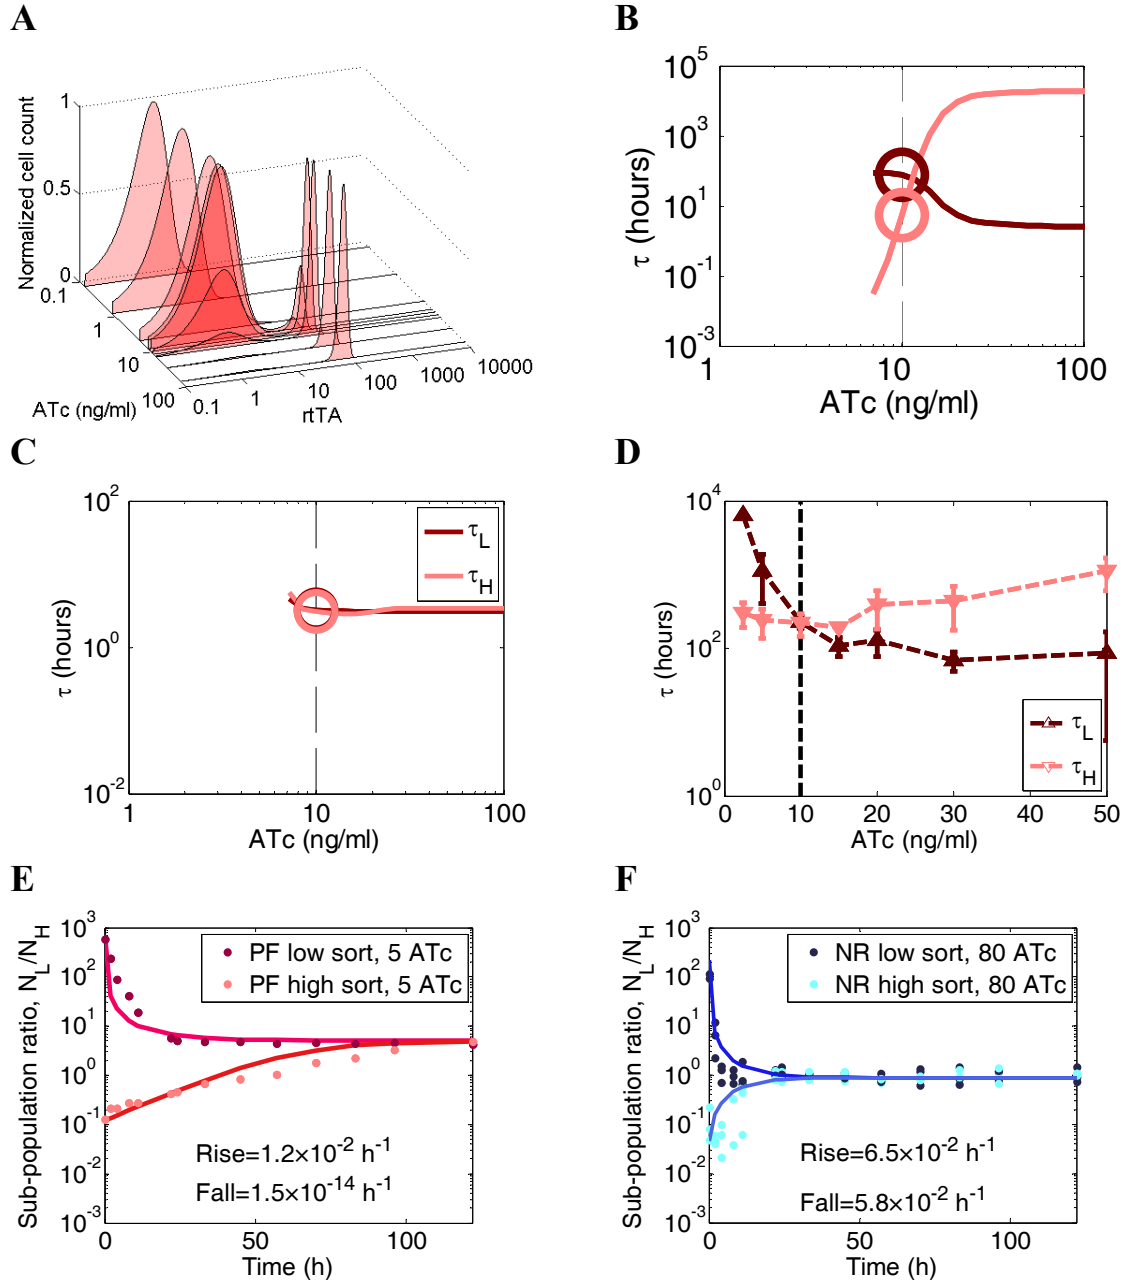 A
Normalized cell count
1
0.5
0
0.1
1
10
100
ATc (ng/ml)
0.1
1
10
100
1000
10000
rtTA
B
τ (hours)
10^5
10^3
10^1
10^-1
10^-3
1
10
100
ATc (ng/ml)
C
τ (hours)
10^2
10^0
10^-2
τ_L
τ_H
1
10
100
ATc (ng/ml)
D
τ (hours)
10^4
10^2
10^0
τ_L
τ_H
0
10
20
30
40
50
ATc (ng/ml)
E
Sub-population ratio, N_L/N_H
10^3
10^2
10^1
10^0
10^-1
10^-2
10^-3
PF low sort, 5 ATc
PF high sort, 5 ATc
Rise=1.2×10^-2 h^-1
Fall=1.5×10^-14 h^-1
0
50
100
Time (h)
F
Sub-population ratio, N_L/N_H
10^3
10^2
10^1
10^0
10^-1
10^-2
10^-3
NR low sort, 80 ATc
NR high sort, 80 ATc
Rise=6.5×10^-2 h^-1
Fall=5.8×10^-2 h^-1
0
50
100
Time (h)